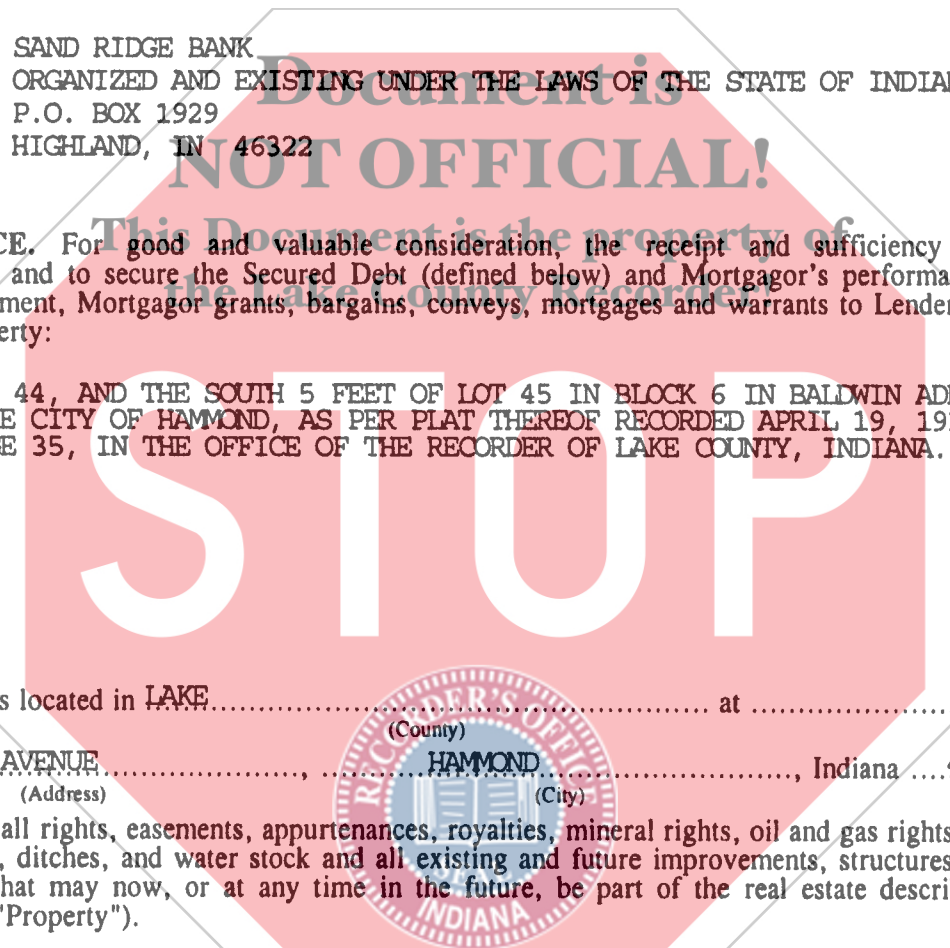 SAND RIDGE BANK
ORGANIZED AND EXISTING UNDER THE LAWS OF THE STATE OF INDIA
P.O. BOX 1929
HIGHLAND, IN 46322
Document is
NOT OFFICIAL!
This Document is the property of
the Lake County Recorder!
CE. For good and valuable consideration, the receipt and sufficiency
and to secure the Secured Debt (defined below) and Mortgagor's performa
ment, Mortgagor grants, bargains, conveys, mortgages and warrants to Lender
erty:
44, AND THE SOUTH 5 FEET OF LOT 45 IN BLOCK 6 IN BALDWIN AD
E CITY OF HAMMOND, AS PER PLAT THEREOF RECORDED APRIL 19, 19
E 35, IN THE OFFICE OF THE RECORDER OF LAKE COUNTY, INDIANA.
STOP
s located in LAKE at
(County)
AVENUE, HAMMOND, Indiana
(Address) (City)
all rights, easements, appurtenances, royalties, mineral rights, oil and gas rights
, ditches, and water stock and all existing and future improvements, structures
hat may now, or at any time in the future, be part of the real estate descri
"Property").
RECORDER'S OFFICE
SEAL
INDIANA